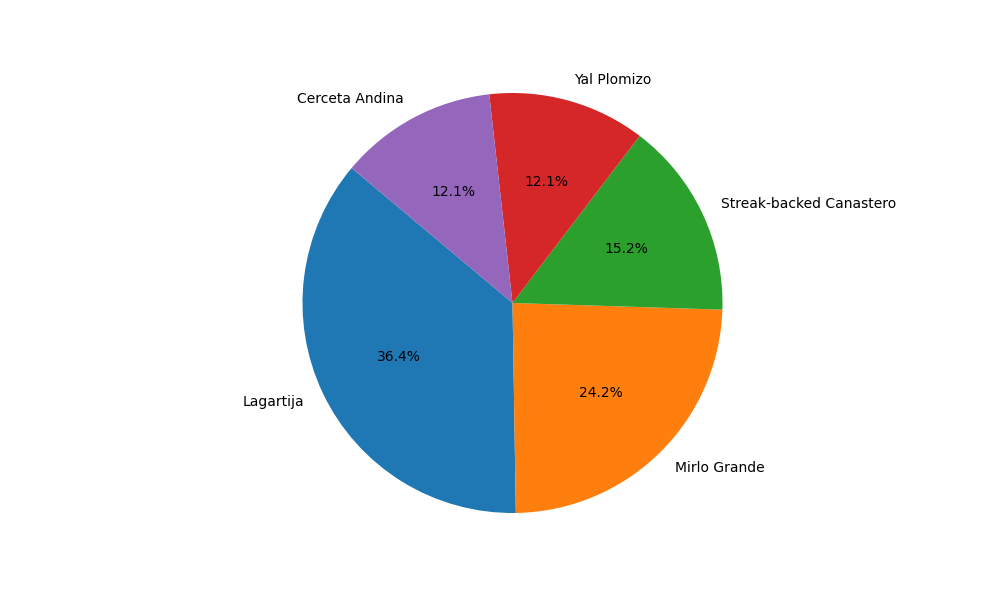 Yal Plomizo
Cerceta Andina
12.1%
12.1%
Streak-backed Canastero
15.2%
36.4%
24.2%
Lagartija
Mirlo Grande